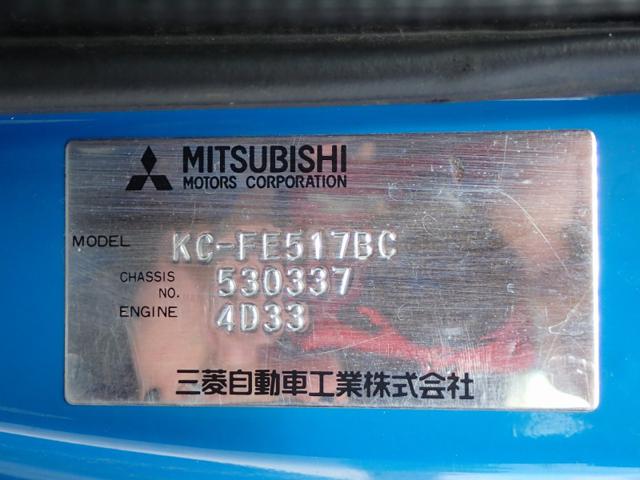 MITSUBISHI
MOTORS CORPORATION
MODEL KC-FE517BC
CHASSIS NO. 530337
ENGINE 4D33
三菱自動車工業株式会社